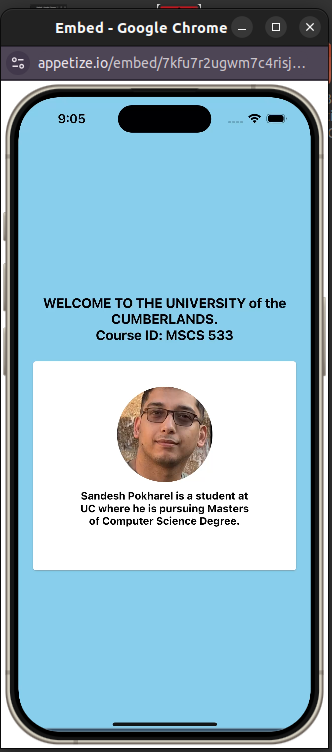 Embed - Google Chrome
appetize.io/embed/7kfu7r2ugwm7c4risj…
9:05
WELCOME TO THE UNIVERSITY of the
CUMBERLANDS.
Course ID: MSCS 533
Sandesh Pokharel is a student at
UC where he is pursuing Masters
of Computer Science Degree.